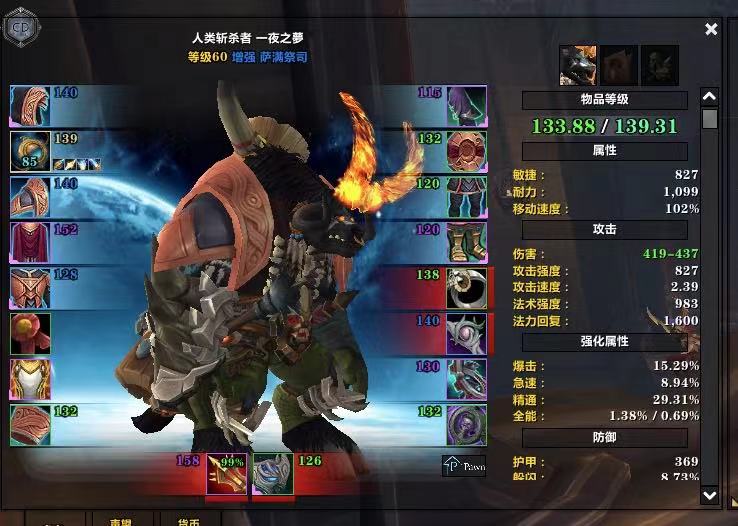 人类斩杀者 一夜之夢
等级60 增强 萨满祭司
140
139
85
140
152
128
132
158
99%
126
115
132
120
120
138
140
130
132
Pawn
物品等级
133.88 / 139.31
属性
敏捷： 827
耐力： 1,099
移动速度： 102%
攻击
伤害： 419-437
攻击强度： 827
攻击速度： 2.39
法术强度： 983
法力回复： 1,600
强化属性
爆击： 15.29%
急速： 8.94%
精通： 29.31%
全能： 1.38% / 0.69%
防御
护甲： 369
躲闪： 8.73%
声望
货币